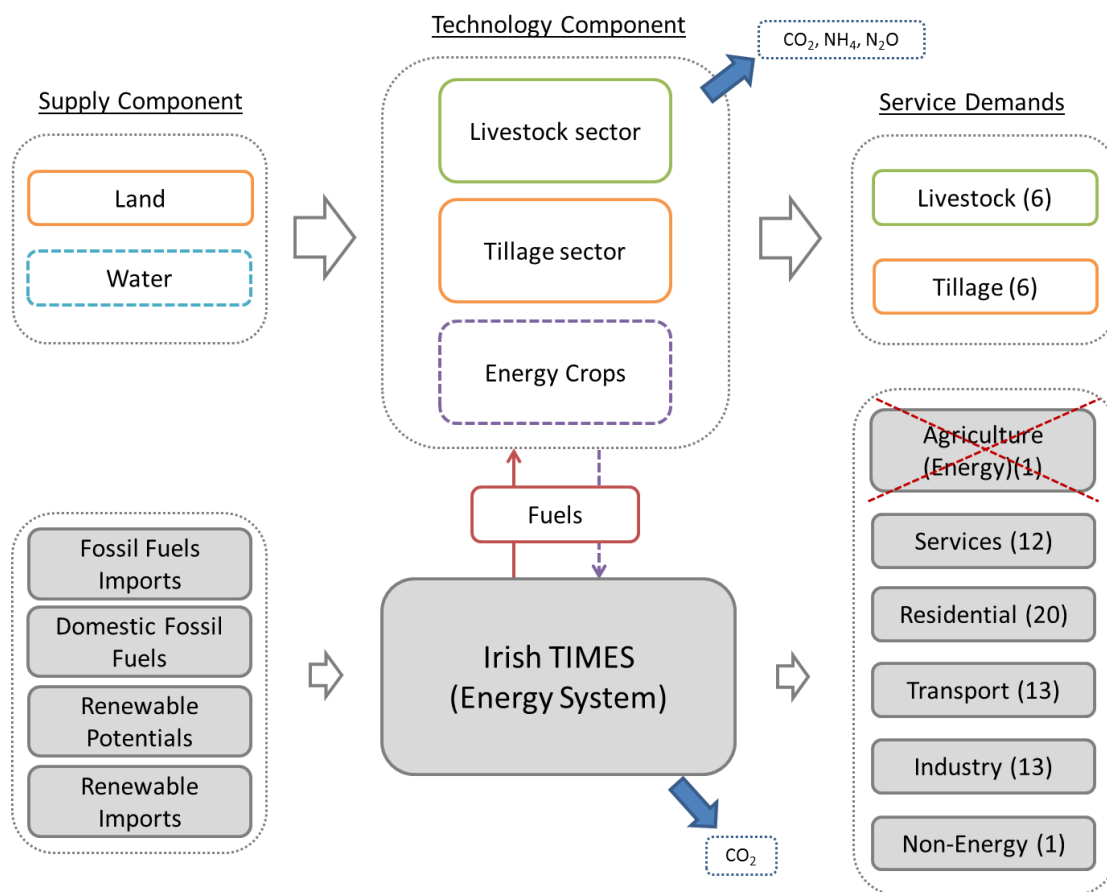 Technology Component
CO₂, NH₄, N₂O
Supply Component
Service Demands
Livestock sector
Land
Livestock (6)
Tillage sector
Water
Tillage (6)
Energy Crops
Agriculture
(Energy)(1)
Fuels
Services (12)
Fossil Fuels
Imports
Domestic Fossil
Fuels
Residential (20)
Irish TIMES
(Energy System)
Renewable
Potentials
Transport (13)
Renewable
Imports
Industry (13)
Non-Energy (1)
CO₂